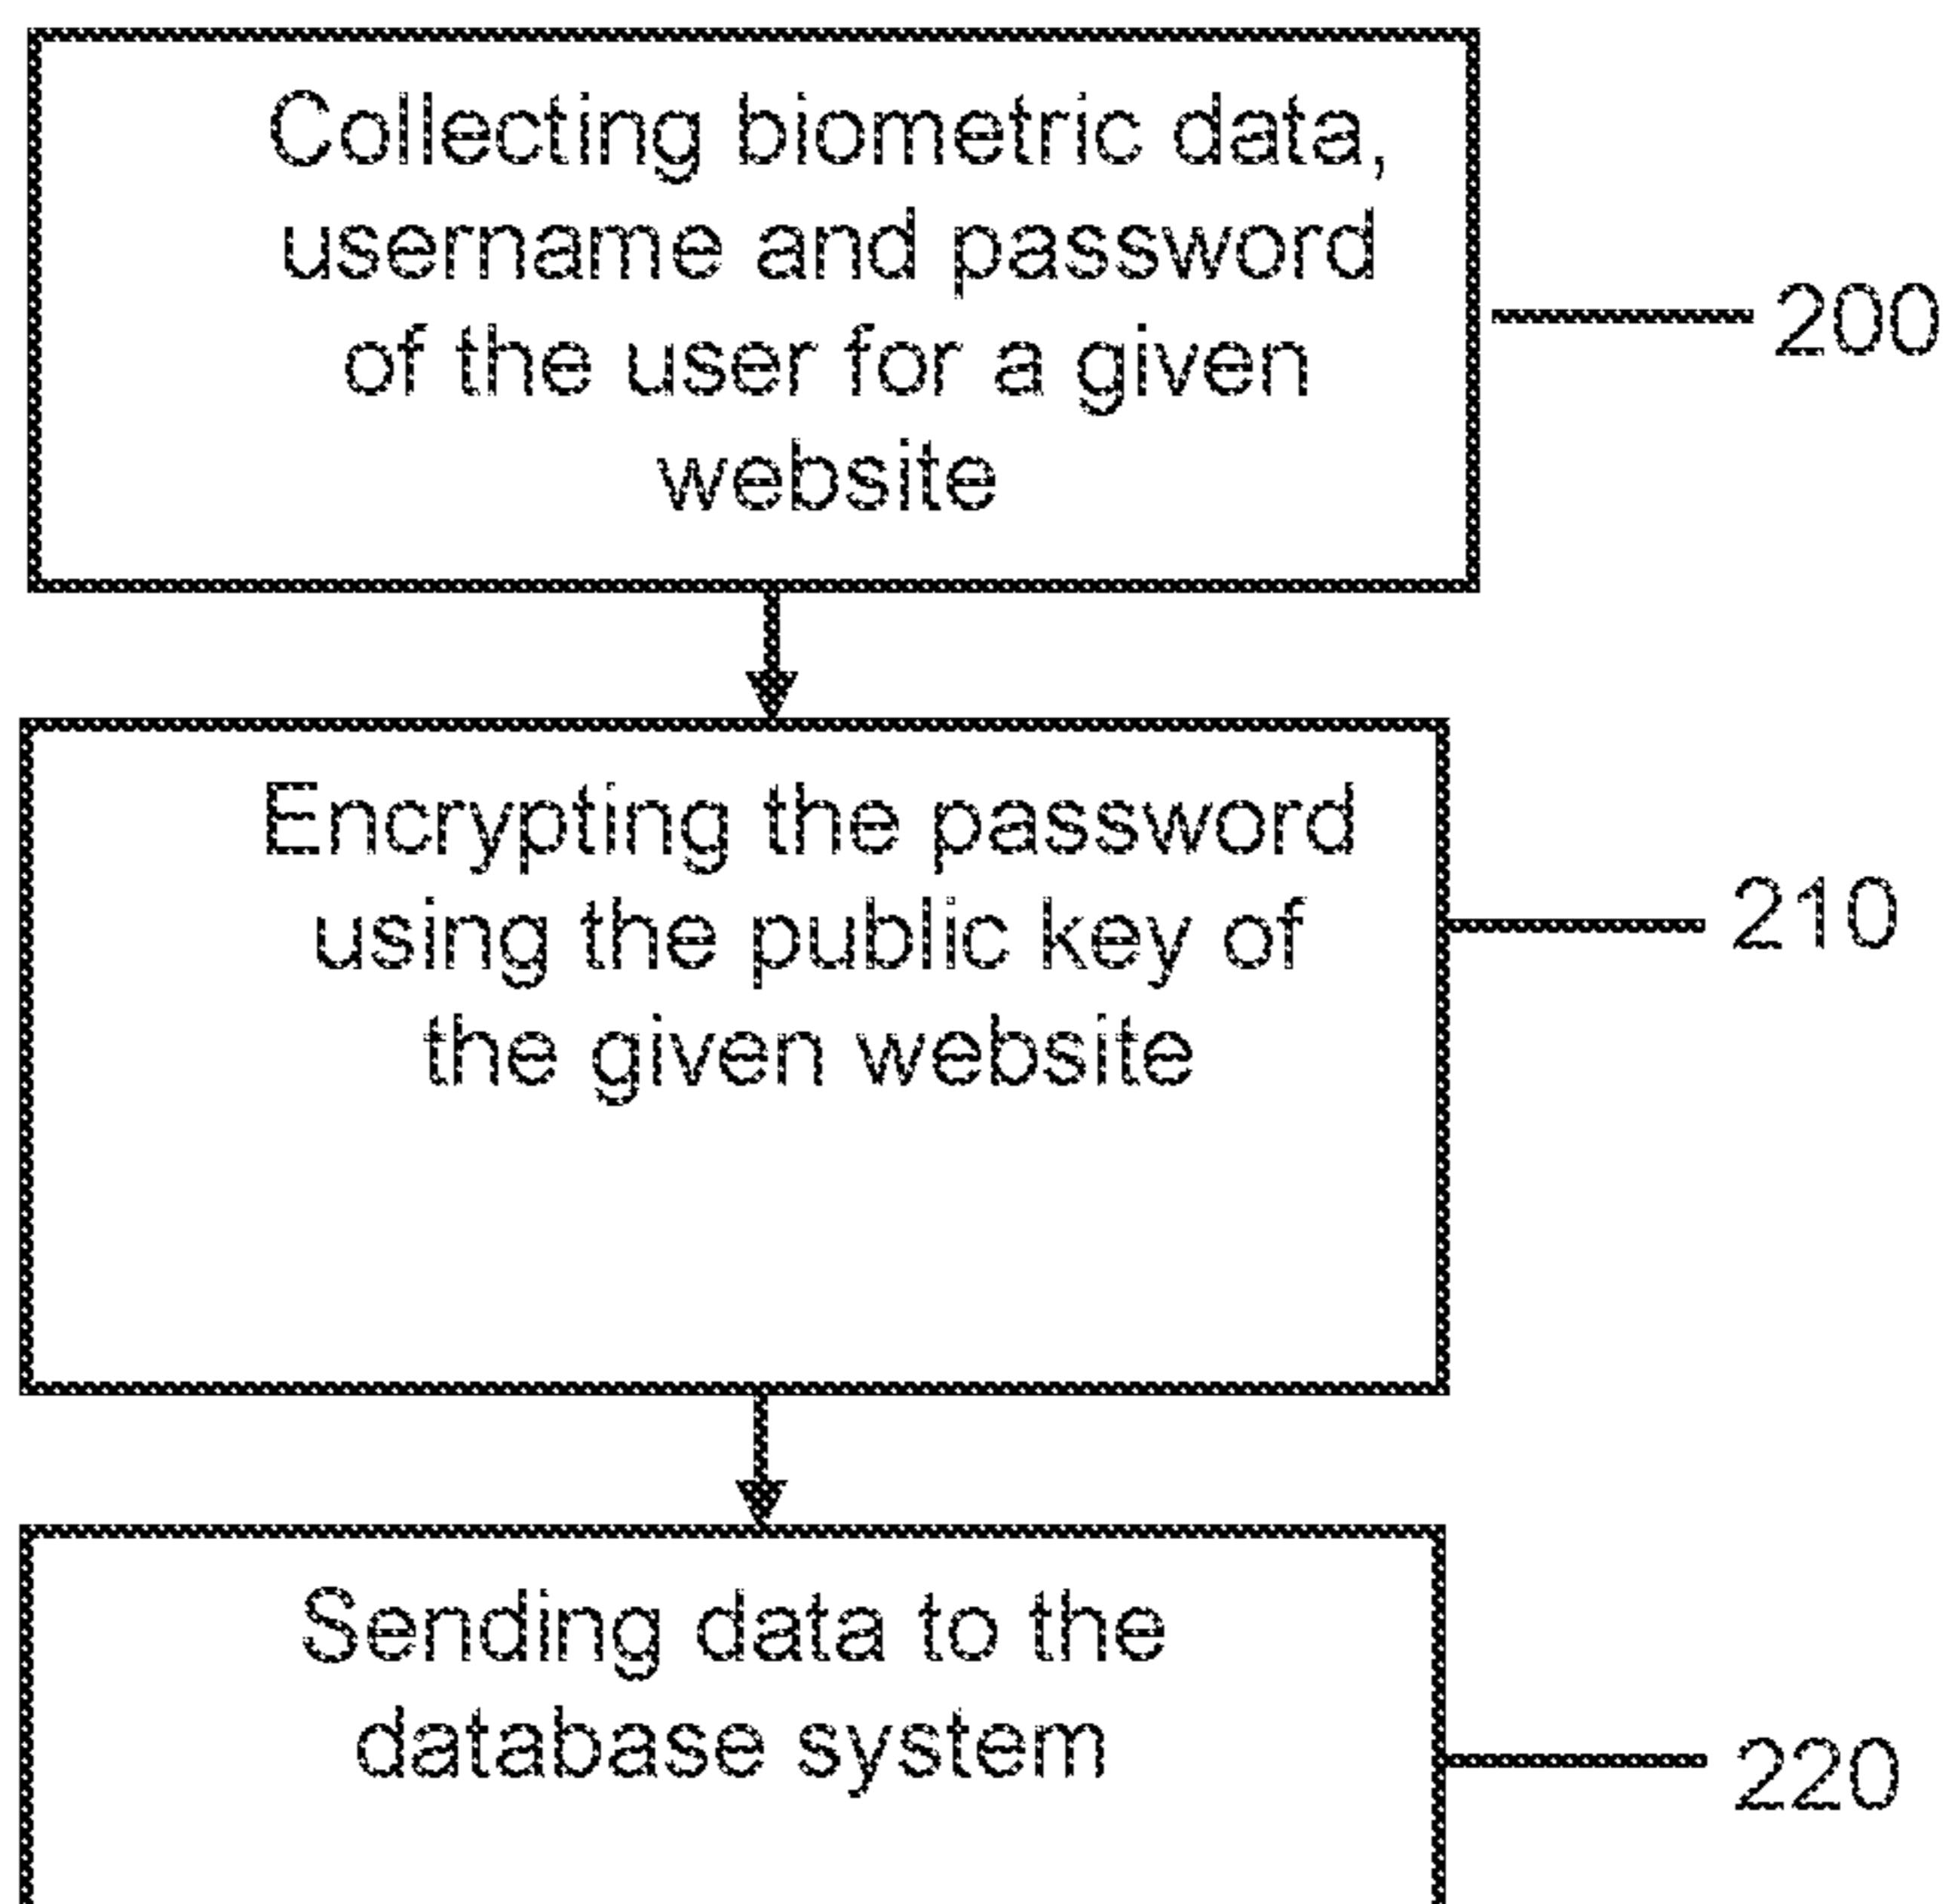 Collecting biometric data,
username and password
of the user for a given
website
200
Encrypting the password
using the public key of
the given website
210
Sending data to the
database system
220